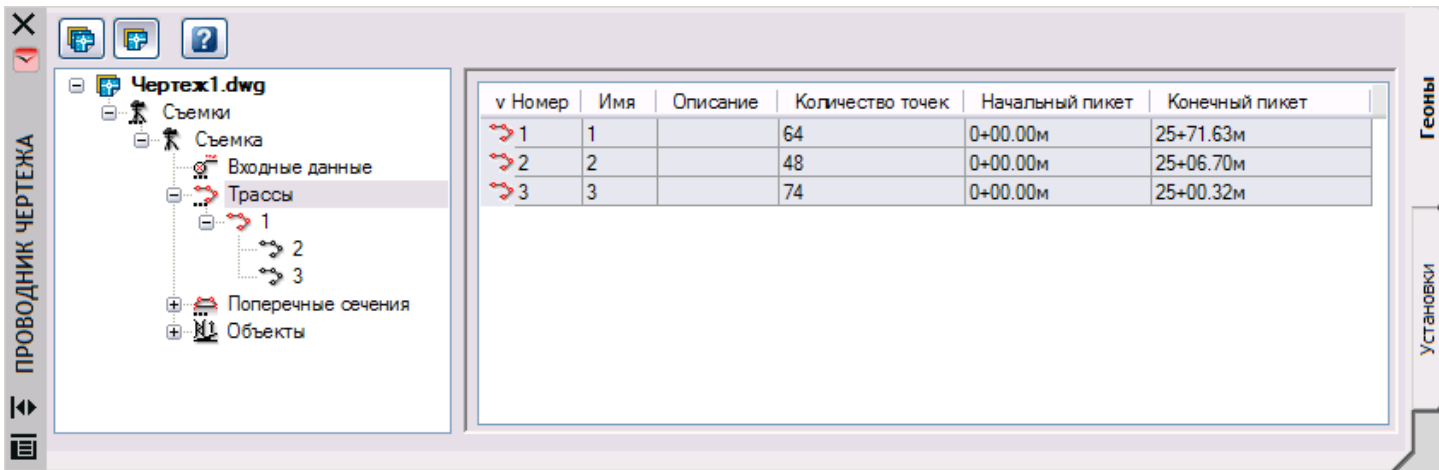 ПРОВОДНИК ЧЕРТЕЖА
Чертеж1.dwg
Съемки
Съемка
Входные данные
Трассы
1
2
3
Поперечные сечения
Объекты
v Номер Имя Описание Количество точек Начальный пикет Конечный пикет
1 1 64 0+00.00м 25+71.63м
2 2 48 0+00.00м 25+06.70м
3 3 74 0+00.00м 25+00.32м
Геоны
Установки